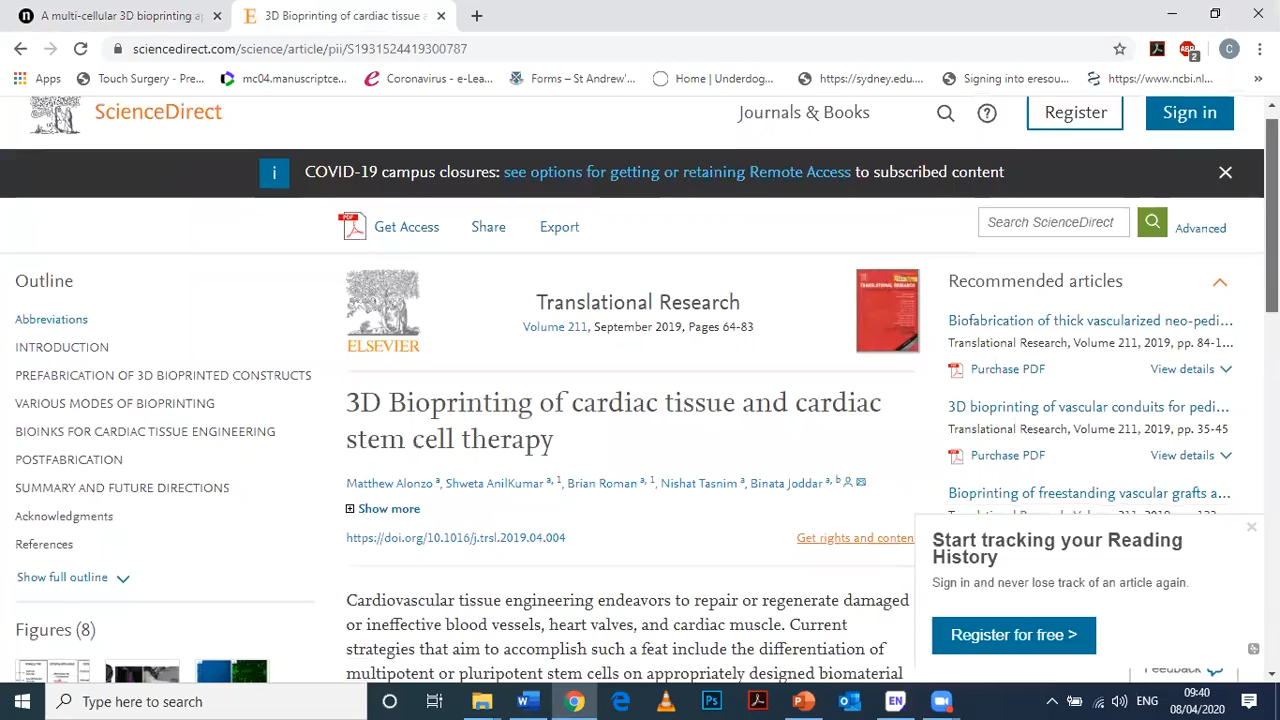 A multi-cellular 3D bioprinting a
3D Bioprinting of cardiac tissue a
sciencedirect.com/science/article/pii/S1931524419300787
2
C
Apps
Touch Surgery - Pre...
mc04.manuscriptce...
Coronavirus - e-Lea...
Forms – St Andrew'...
Home | Underdog...
https://sydney.edu....
Signing into eresou...
https://www.ncbi.nl...
»
ScienceDirect
Journals & Books
Register
Sign in
i
COVID-19 campus closures: see options for getting or retaining Remote Access to subscribed content
PDF
Get Access
Share
Export
Search ScienceDirect
Advanced
Outline
Abbreviations
INTRODUCTION
PREFABRICATION OF 3D BIOPRINTED CONSTRUCTS
VARIOUS MODES OF BIOPRINTING
BIOINKS FOR CARDIAC TISSUE ENGINEERING
POSTFABRICATION
SUMMARY AND FUTURE DIRECTIONS
Acknowledgments
References
Show full outline
Figures (8)
ELSEVIER
Translational Research
Volume 211, September 2019, Pages 64-83
TRANSLATIONAL RESEARCH
3D Bioprinting of cardiac tissue and cardiac
stem cell therapy
Matthew Alonzo a, Shweta AnilKumar a, 1, Brian Roman a, 1, Nishat Tasnim a, Binata Joddar a, b
Show more
https://doi.org/10.1016/j.trsl.2019.04.004
Get rights and conten
Cardiovascular tissue engineering endeavors to repair or regenerate damaged
or ineffective blood vessels, heart valves, and cardiac muscle. Current
strategies that aim to accomplish such a feat include the differentiation of
multipotent or pluripotent stem cells on appropriately designed biomaterial
Recommended articles
Biofabrication of thick vascularized neo-pedi...
Translational Research, Volume 211, 2019, pp. 84-1...
Purchase PDF
View details
3D bioprinting of vascular conduits for pedi...
Translational Research, Volume 211, 2019, pp. 35-45
Purchase PDF
View details
Bioprinting of freestanding vascular grafts a...
Start tracking your Reading
History
Sign in and never lose track of an article again.
Register for free >
Feedback
Type here to search
EN
ENG
09:40
08/04/2020